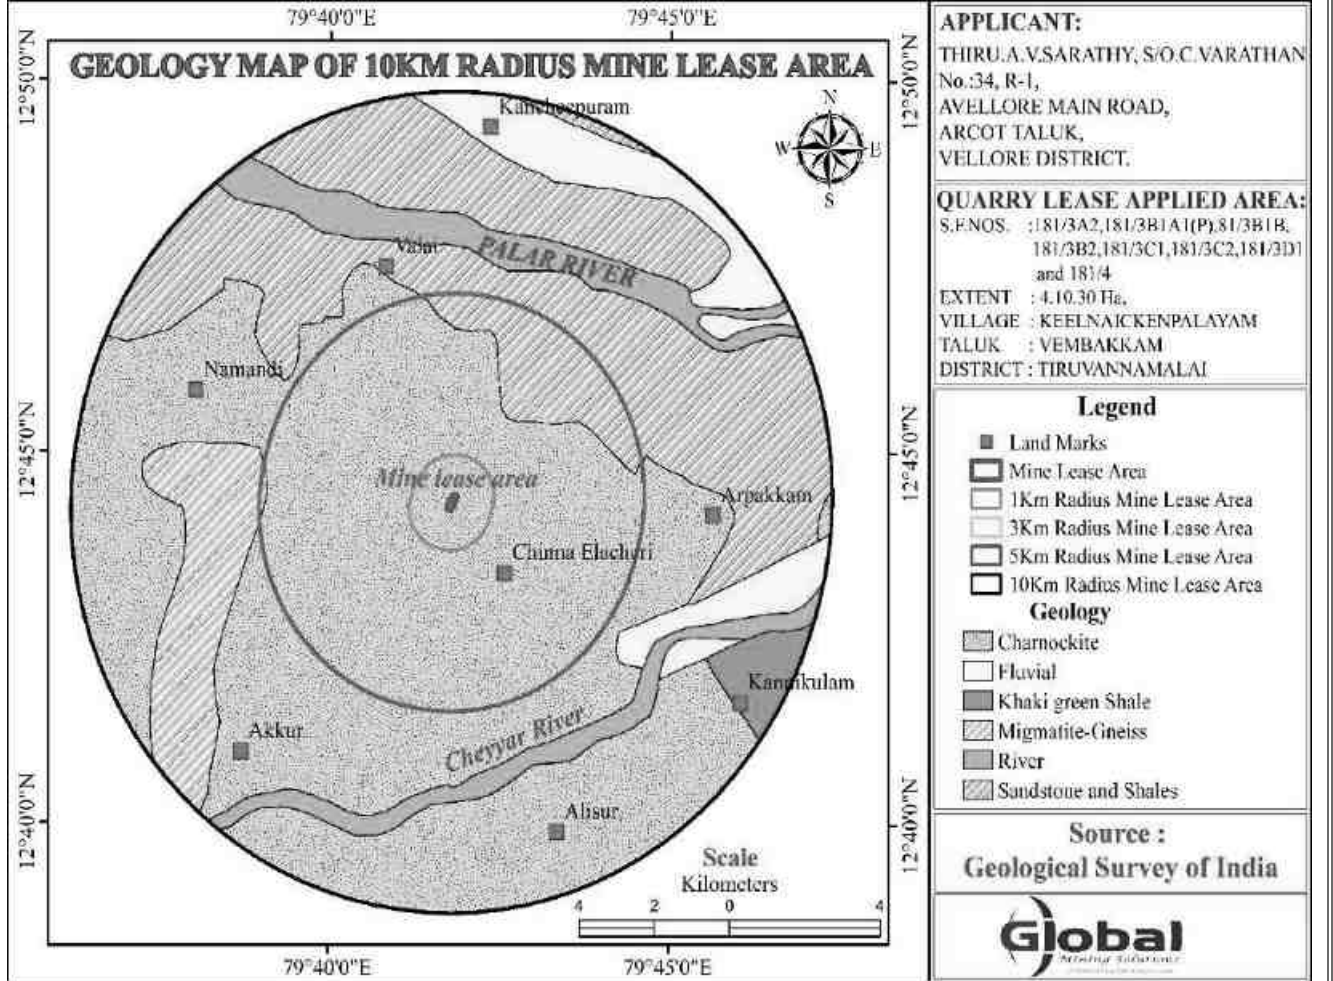 79°40'0"E 79°45'0"E
12°50'0"N 12°50'0"N
GEOLOGY MAP OF 10KM RADIUS MINE LEASE AREA
Kancheepuram
N
W E
S
PALAR RIVER
Namandi
12°45'0"N 12°45'0"N
Mine lease area
Arpakkam
Chinna Elacheri
Kannikulam
Akkur
Cheyyar River
Alisur
12°40'0"N 12°40'0"N
Scale
Kilometers
4 2 0 4
79°40'0"E 79°45'0"E
APPLICANT:
THIRU.A.V.SARATHY, S/O.C.VARATHAN
No.:34, R-1,
AVELLORE MAIN ROAD,
ARCOT TALUK,
VELLORE DISTRICT.
QUARRY LEASE APPLIED AREA:
S.F.NOS. :181/3A2,181/3B1A1(P),81/3B1B,
181/3B2,181/3C1,181/3C2,181/3D1
and 181/4
EXTENT : 4.10.30 Ha,
VILLAGE : KEELNAICKENPALAYAM
TALUK : VEMBAKKAM
DISTRICT : TIRUVANNAMALAI
Legend
Land Marks
Mine Lease Area
1Km Radius Mine Lease Area
3Km Radius Mine Lease Area
5Km Radius Mine Lease Area
10Km Radius Mine Lease Area
Geology
Charnockite
Fluvial
Khaki green Shale
Migmatite-Gneiss
River
Sandstone and Shales
Source :
Geological Survey of India
Global
Mining Solutions